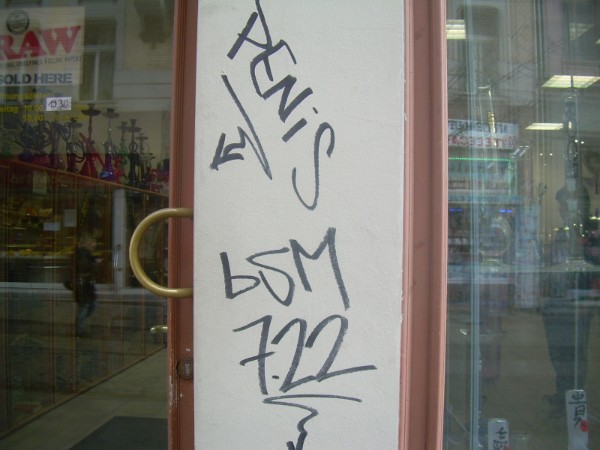 RAW
SOLD HERE
PENiS
bSM
7.22